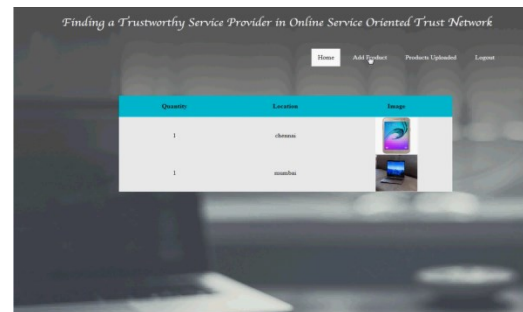 Finding a Trustworthy Service Provider in Online Service Oriented Trust Network
Home Add Product Products Uploaded Logout
Quantity Location Image
1 chennai
1 mumbai